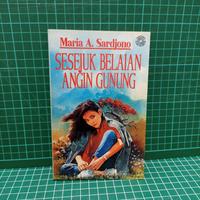 Maria A. Sardjono
SESEJUK BELAIAN
ANGIN GUNUNG